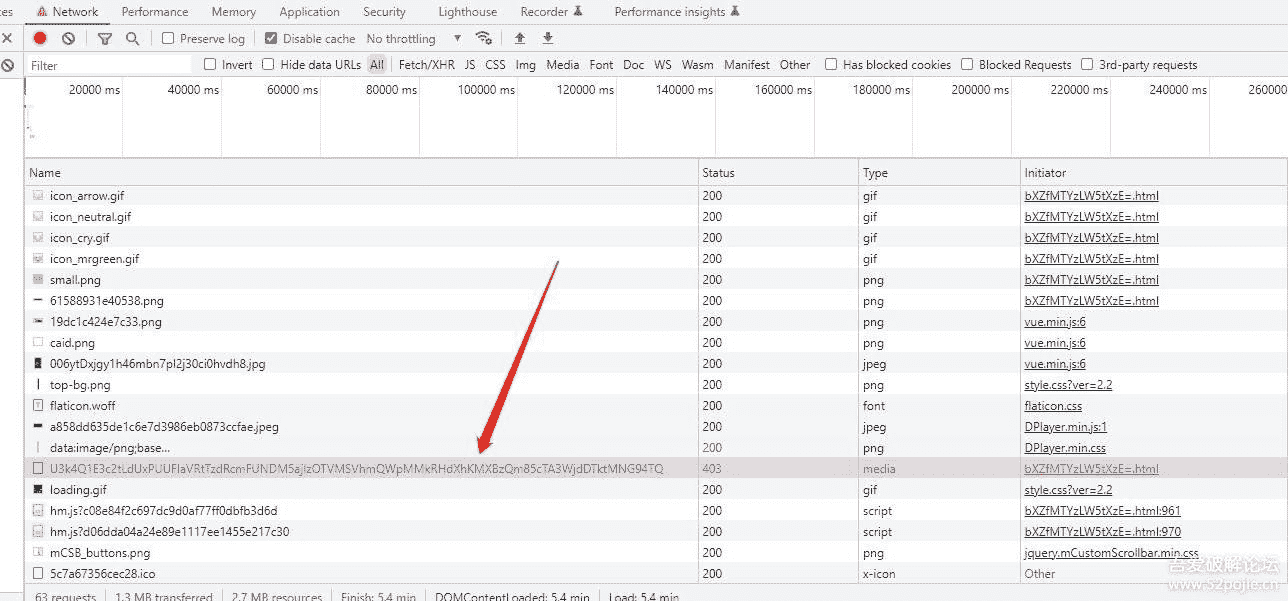 Network Performance Memory Application Security Lighthouse Recorder Performance insights
Preserve log Disable cache No throttling
Filter Invert Hide data URLs All Fetch/XHR JS CSS Img Media Font Doc WS Wasm Manifest Other Has blocked cookies Blocked Requests 3rd-party requests
20000 ms 40000 ms 60000 ms 80000 ms 100000 ms 120000 ms 140000 ms 160000 ms 180000 ms 200000 ms 220000 ms 240000 ms 260000
Name Status Type Initiator
icon_arrow.gif 200 gif bXZfMTYzLW5tXzE=.html
icon_neutral.gif 200 gif bXZfMTYzLW5tXzE=.html
icon_cry.gif 200 gif bXZfMTYzLW5tXzE=.html
icon_mrgreen.gif 200 gif bXZfMTYzLW5tXzE=.html
small.png 200 png bXZfMTYzLW5tXzE=.html
61588931e40538.png 200 png bXZfMTYzLW5tXzE=.html
19dc1c424e7c33.png 200 png vue.min.js:6
caid.png 200 png vue.min.js:6
006ytDxjgy1h46mbn7pl2j30ci0hvdh8.jpg 200 jpeg vue.min.js:6
top-bg.png 200 png style.css?ver=2.2
flaticon.woff 200 font flaticon.css
a858dd635de1c6e7d3986eb0873ccfae.jpeg 200 jpeg DPlayer.min.js:1
data:image/png;base... 200 png DPlayer.min.css
403 media bXZfMTYzLW5tXzE=.html
loading.gif 200 gif style.css?ver=2.2
hm.js?c08e84f2c697dc9d0af77ff0dbfb3d6d 200 script bXZfMTYzLW5tXzE=.html:961
hm.js?d06dda04a24e89e1117ee1455e217c30 200 script bXZfMTYzLW5tXzE=.html:970
mCSB_buttons.png 200 png jquery.mCustomScrollbar.min.css
5c7a67356cec28.ico 200 x-icon Other
吾爱破解论坛
www.52pojie.cn
63 requests 1.3 MB transferred 2.7 MB resources Finish: 5.4 min DOMContentLoaded: 5.4 min Load: 5.4 min